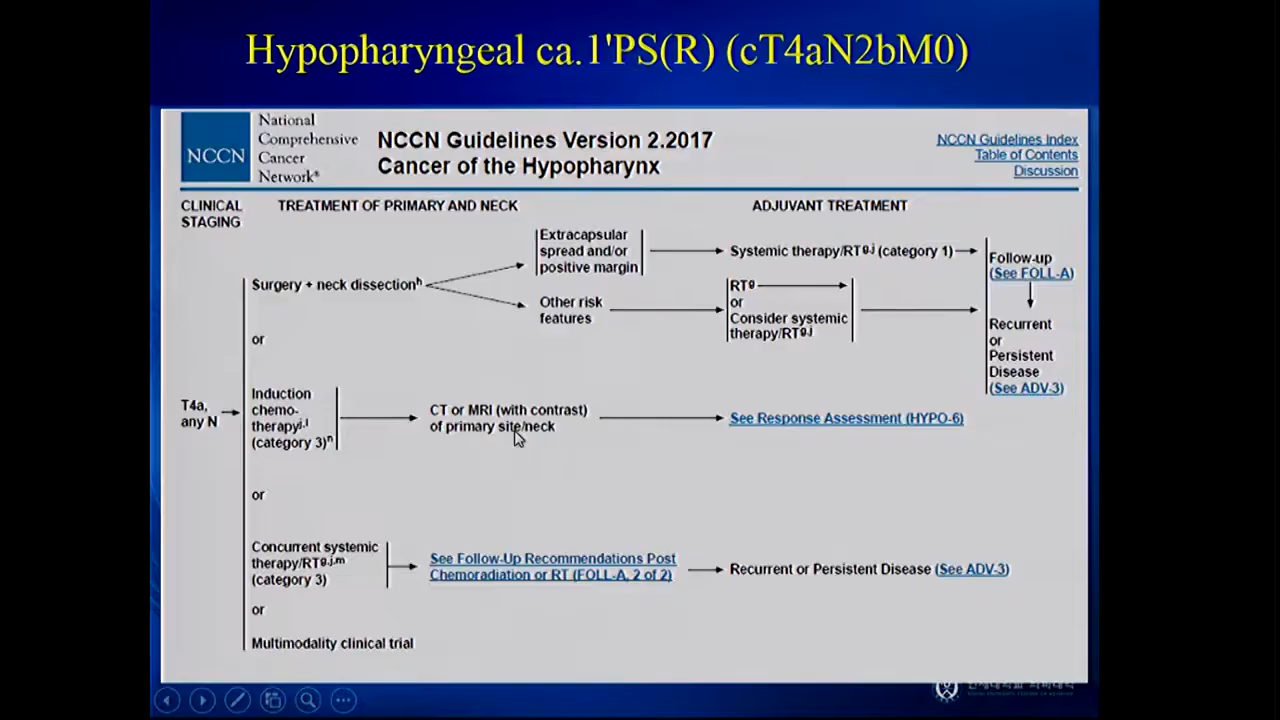 Hypopharyngeal ca.1'PS(R) (cT4aN2bM0)
NCCN
National
Comprehensive
Cancer
Network®
NCCN Guidelines Version 2.2017
Cancer of the Hypopharynx
NCCN Guidelines Index
Table of Contents
Discussion
CLINICAL
STAGING
TREATMENT OF PRIMARY AND NECK
ADJUVANT TREATMENT
T4a,
any N
Surgery + neck dissectionh
Extracapsular
spread and/or
positive margin
Systemic therapy/RTg,j (category 1)
Other risk
features
RTg
or
Consider systemic
therapy/RTg,j
Follow-up
(See FOLL-A)
Recurrent
or
Persistent
Disease
(See ADV-3)
or
Induction
chemo-
therapyj,l
(category 3)n
CT or MRI (with contrast)
of primary site/neck
See Response Assessment (HYPO-6)
or
Concurrent systemic
therapy/RTg,j,m
(category 3)
See Follow-Up Recommendations Post
Chemoradiation or RT (FOLL-A, 2 of 2)
Recurrent or Persistent Disease (See ADV-3)
or
Multimodality clinical trial